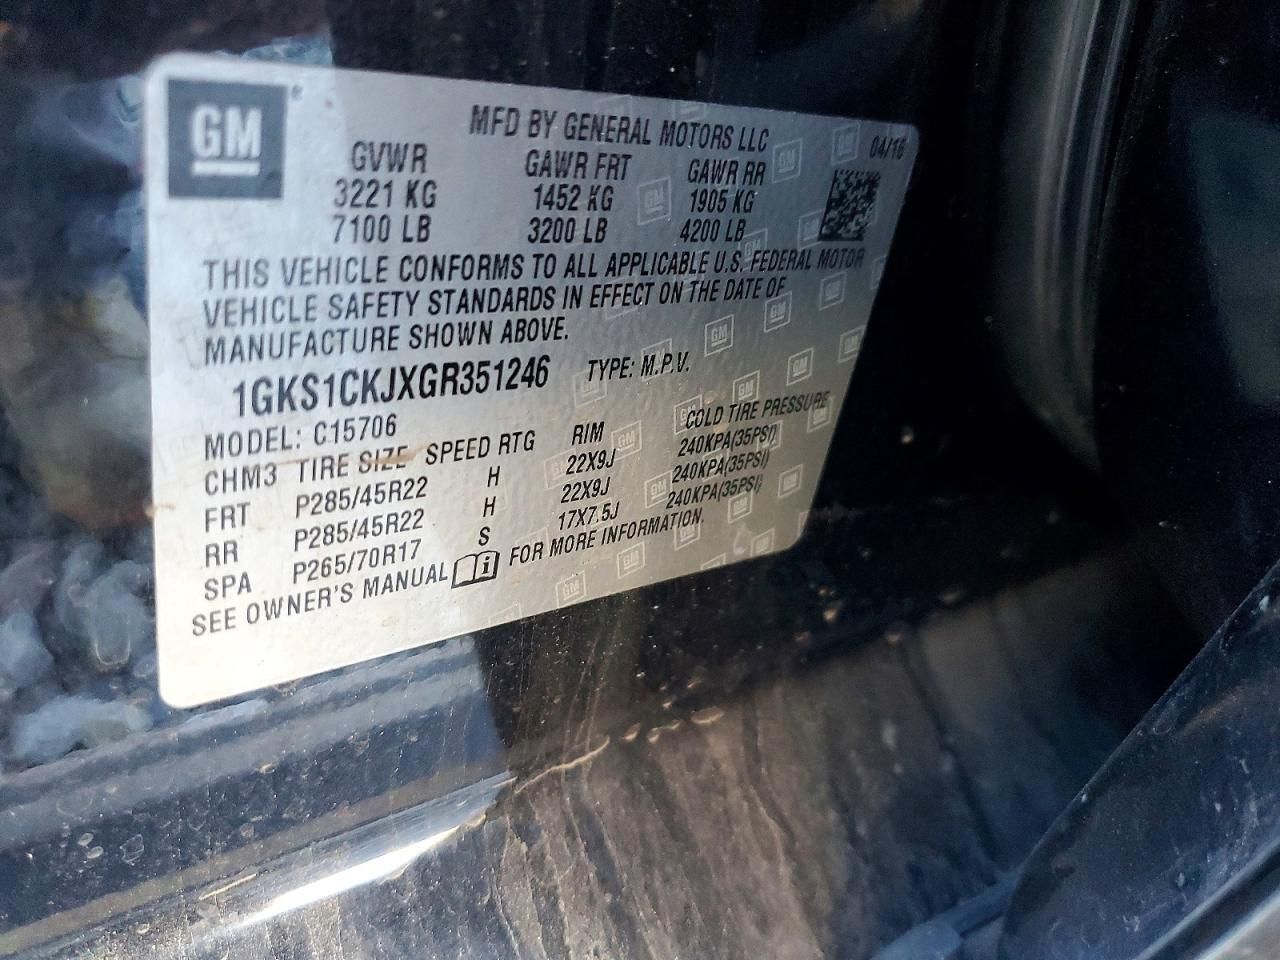 GM
MFD BY GENERAL MOTORS LLC 04/16
GVWR GAWR FRT GAWR RR
3221 KG 1452 KG 1905 KG
7100 LB 3200 LB 4200 LB
THIS VEHICLE CONFORMS TO ALL APPLICABLE U.S. FEDERAL MOTOR
VEHICLE SAFETY STANDARDS IN EFFECT ON THE DATE OF
MANUFACTURE SHOWN ABOVE.
1GKS1CKJXGR351246 TYPE: M.P.V.
MODEL: C15706
CHM3 TIRE SIZE SPEED RTG RIM COLD TIRE PRESSURE
FRT P285/45R22 H 22X9J 240KPA(35PSI)
RR P285/45R22 H 22X9J 240KPA(35PSI)
SPA P265/70R17 S 17X7.5J 240KPA(35PSI)
SEE OWNER'S MANUAL i FOR MORE INFORMATION.